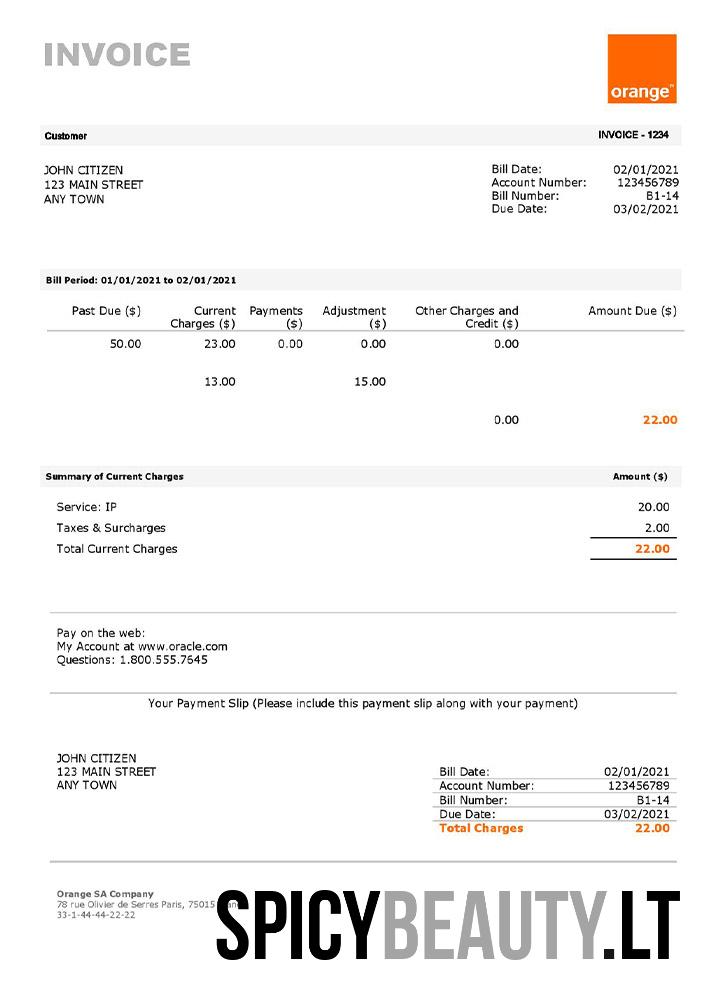 INVOICE
orange™
Customer INVOICE - 1234
JOHN CITIZEN
123 MAIN STREET
ANY TOWN
Bill Date: 02/01/2021
Account Number: 123456789
Bill Number: B1-14
Due Date: 03/02/2021
Bill Period: 01/01/2021 to 02/01/2021
Past Due ($) Current Charges ($) Payments ($) Adjustment ($) Other Charges and Credit ($) Amount Due ($)
50.00 23.00 0.00 0.00 0.00
13.00 15.00
0.00 22.00
Summary of Current Charges Amount ($)
Service: IP 20.00
Taxes & Surcharges 2.00
Total Current Charges 22.00
Pay on the web:
My Account at www.oracle.com
Questions: 1.800.555.7645
Your Payment Slip (Please include this payment slip along with your payment)
JOHN CITIZEN
123 MAIN STREET
ANY TOWN
Bill Date: 02/01/2021
Account Number: 123456789
Bill Number: B1-14
Due Date: 03/02/2021
Total Charges 22.00
Orange SA Company
78 rue Olivier de Serres Paris, 75015
33-1-44-44-22-22
SPICYBEAUTY.LT